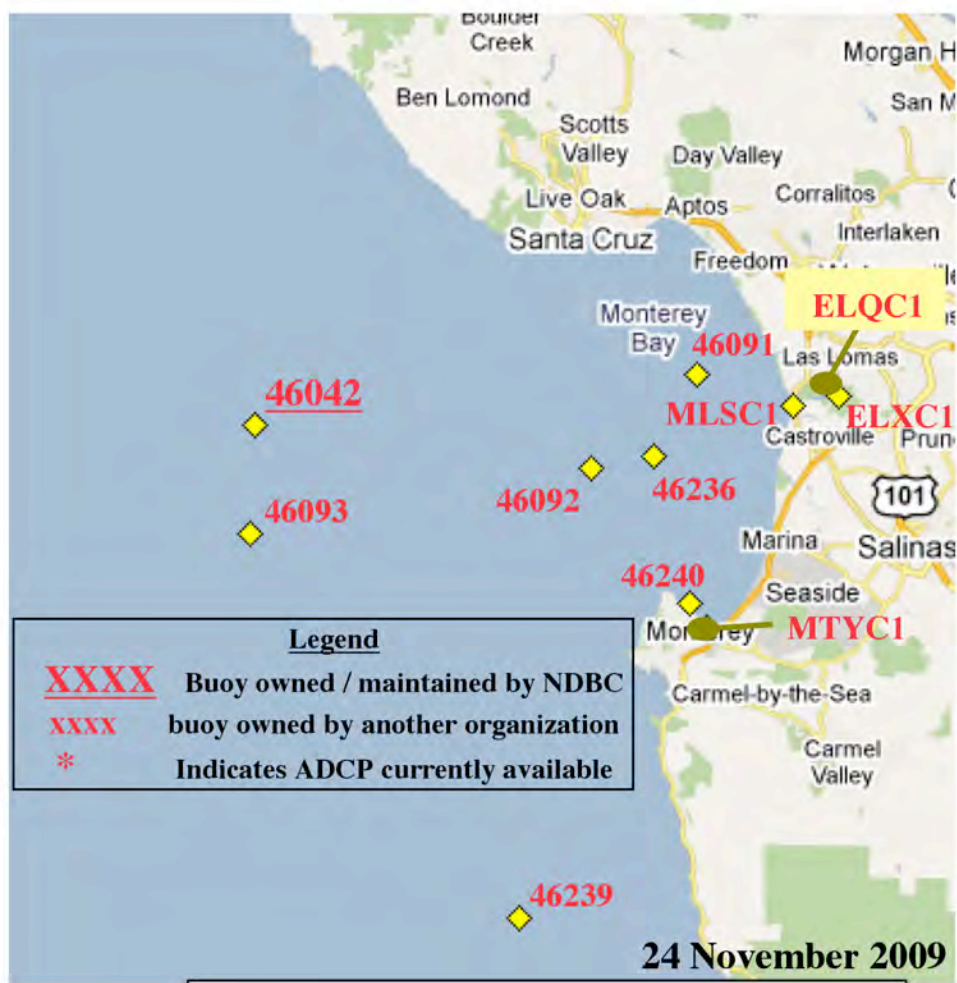 Boulder
Creek
Morgan H
Ben Lomond
San M
Scotts
Valley
Day Valley
Live Oak
Aptos
Corralitos
Santa Cruz
Interlaken
Freedom
ELQC1
Monterey
Bay
46091
Las Lomas
46042
MLSC1
ELXC1
Castroville
Prun
46092
46236
101
46093
Marina
Salinas
46240
Seaside
MTYC1
Legend
XXXX Buoy owned / maintained by NDBC
xxxx buoy owned by another organization
* Indicates ADCP currently available
Carmel-by-the-Sea
Carmel
Valley
46239
24 November 2009